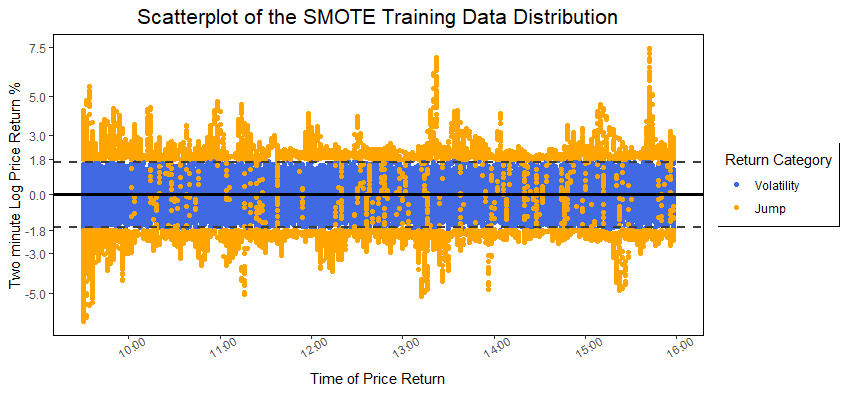 Scatterplot of the SMOTE Training Data Distribution
Two minute Log Price Return %
7.5
5.0
3.0
1.8
0.0
-1.8
-3.0
-5.0
10:00
11:00
12:00
13:00
14:00
15:00
16:00
Time of Price Return
Return Category
Volatility
Jump